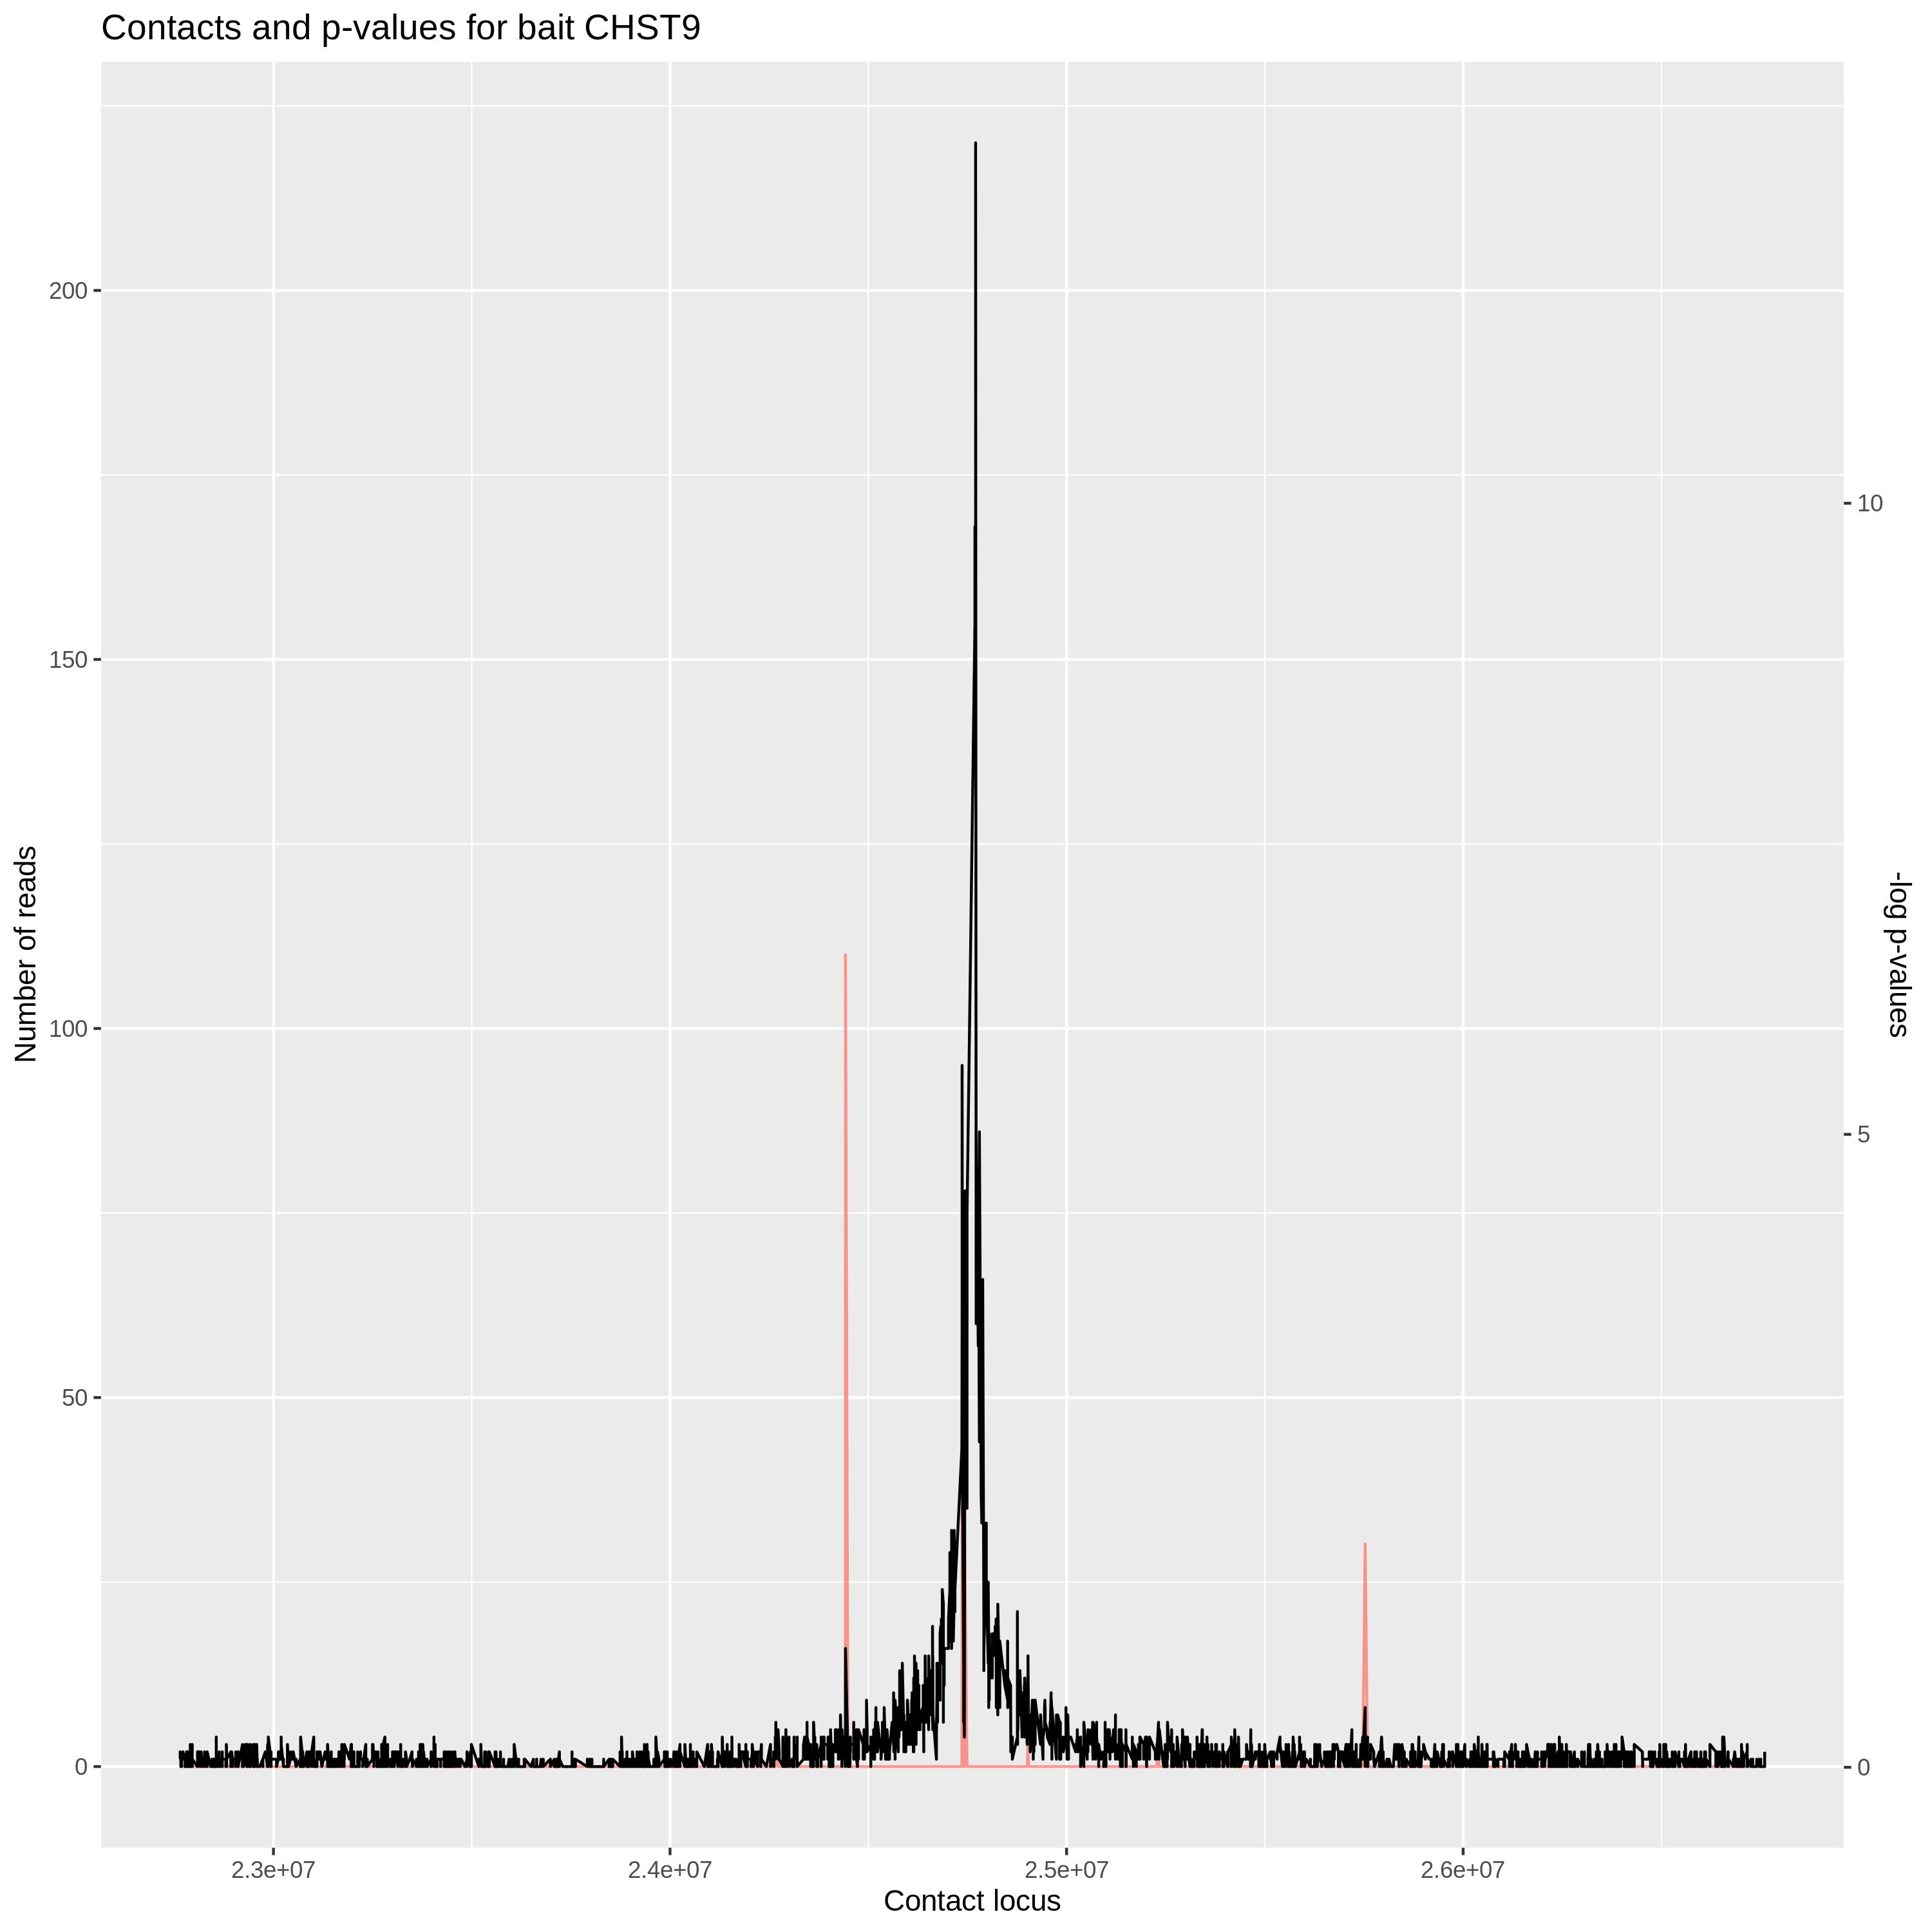 Contacts and p-values for bait CHST9
Number of reads
200
150
100
50
0
10
5
0
-log p-values
2.3e+07 2.4e+07 2.5e+07 2.6e+07
Contact locus